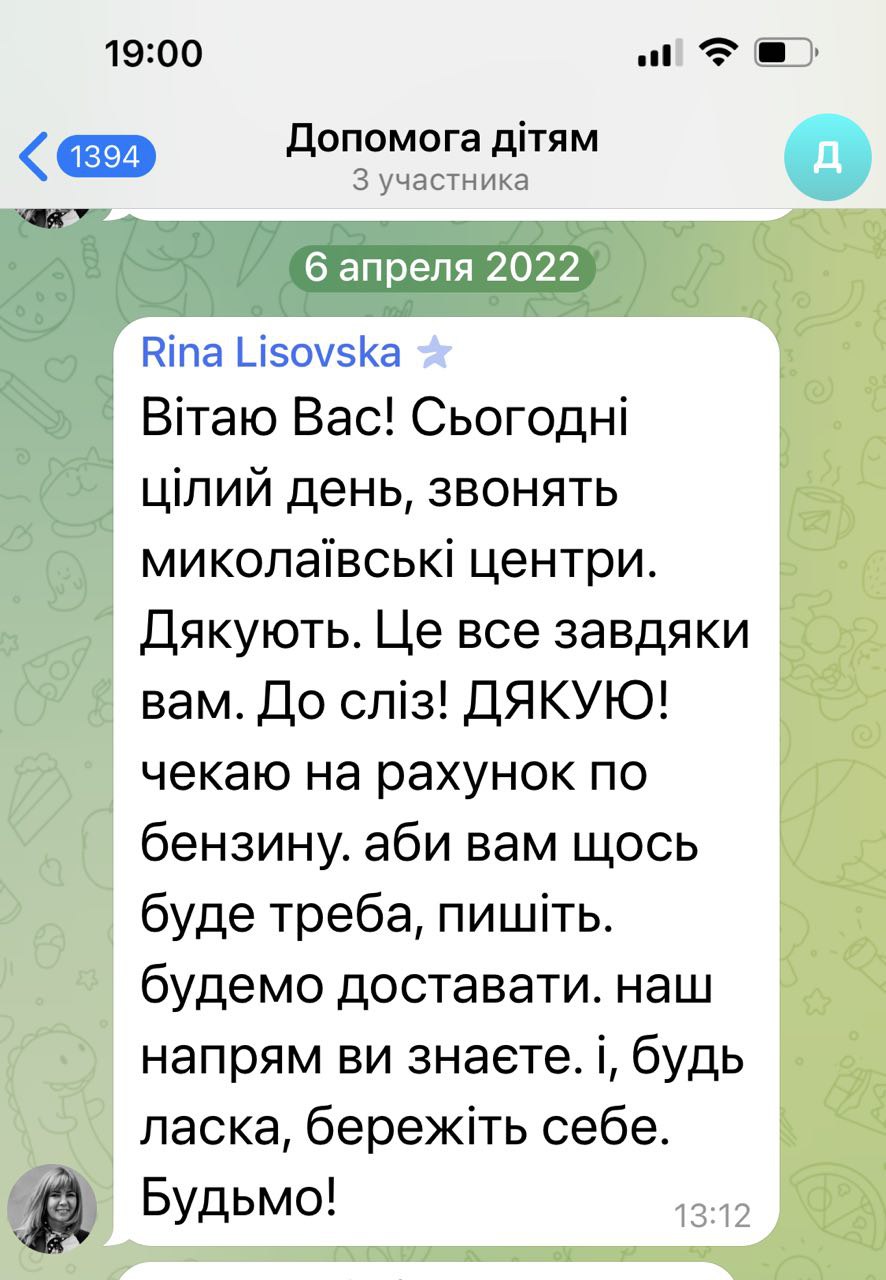 19:00
1394
Допомога дітям
3 участника
Д
6 апреля 2022
Rina Lisovska
Вітаю Вас! Сьогодні
цілий день, звонять
миколаївські центри.
Дякують. Це все завдяки
вам. До сліз! ДЯКУЮ!
чекаю на рахунок по
бензину. аби вам щось
буде треба, пишіть.
будемо доставати. наш
напрям ви знаєте. і, будь
ласка, бережіть себе.
Будьмо!
13:12